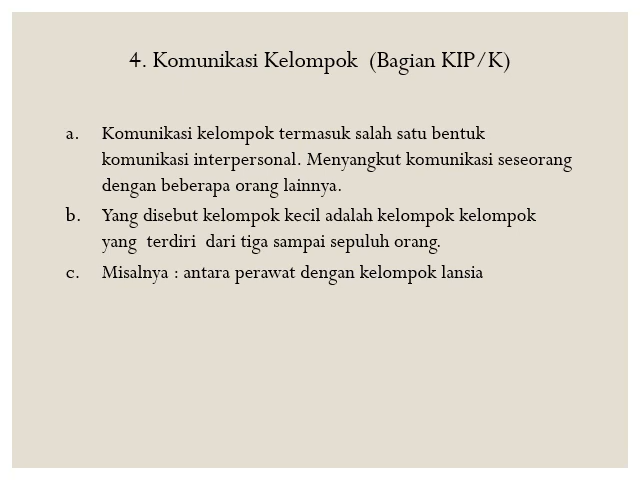 4. Komunikasi Kelompok  (Bagian KIP/K)
a. Komunikasi kelompok termasuk salah satu bentuk
komunikasi interpersonal. Menyangkut komunikasi seseorang
dengan beberapa orang lainnya.
b. Yang disebut kelompok kecil adalah kelompok kelompok
yang  terdiri  dari tiga sampai sepuluh orang.
c. Misalnya : antara perawat dengan kelompok lansia